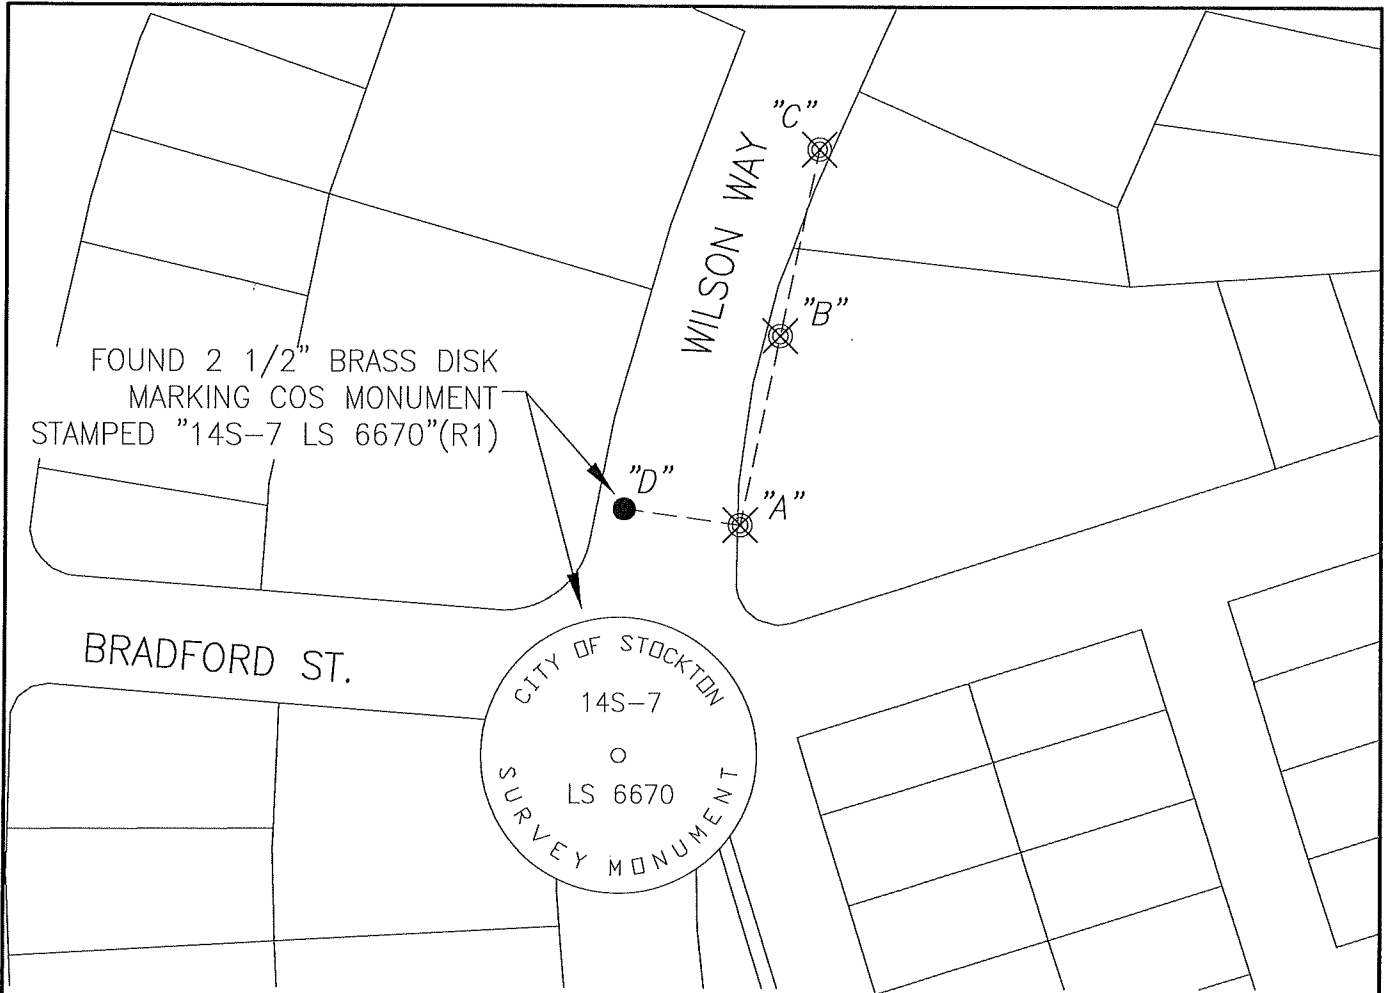 "C"
WILSON WAY
"B"
FOUND 2 1/2" BRASS DISK
MARKING COS MONUMENT
STAMPED "14S-7 LS 6670"(R1)
"D"
"A"
BRADFORD ST.
CITY OF STOCKTON
14S-7
LS 6670
SURVEY MONUMENT